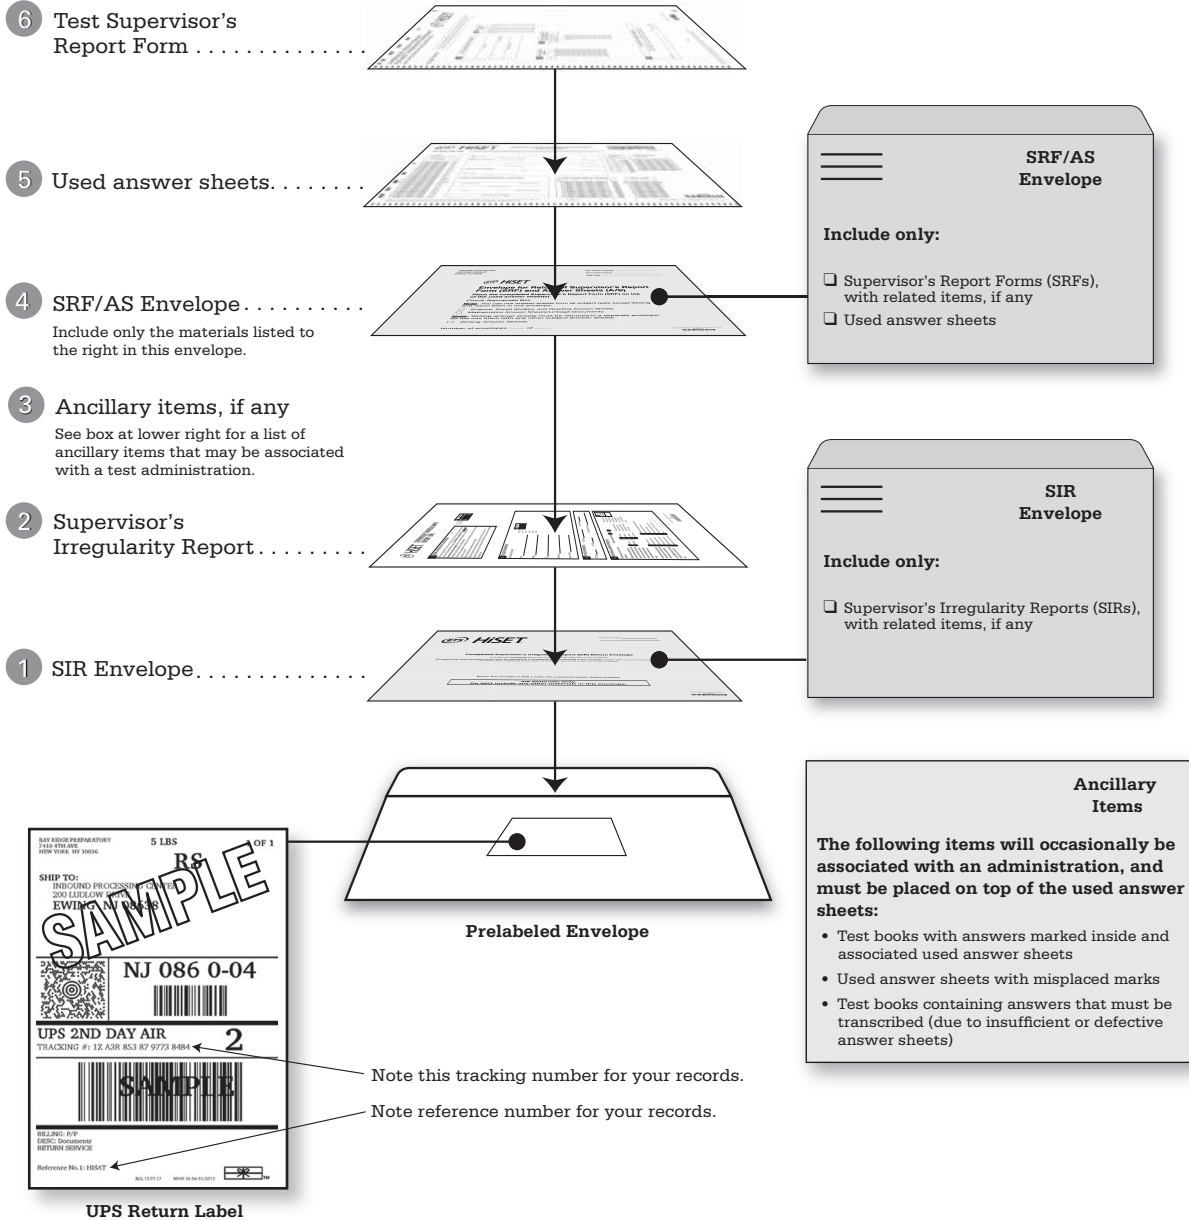 6 Test Supervisor's
Report Form . . . . . . . . . . . . . .
5 Used answer sheets. . . . . . . .
4 SRF/AS Envelope . . . . . . . . . .
Include only the materials listed to
the right in this envelope.
3 Ancillary items, if any
See box at lower right for a list of
ancillary items that may be associated
with a test administration.
2 Supervisor's
Irregularity Report . . . . . . . . .
1 SIR Envelope. . . . . . . . . . . . . .
HiSET
HiSET
Envelope for
HiSET
HiSET
SRF/AS
Envelope
Include only:
❑ Supervisor's Report Forms (SRFs),
with related items, if any
❑ Used answer sheets
SIR
Envelope
Include only:
❑ Supervisor's Irregularity Reports (SIRs),
with related items, if any
Prelabeled Envelope
Ancillary
Items
The following items will occasionally be
associated with an administration, and
must be placed on top of the used answer
sheets:
• Test books with answers marked inside and
associated used answer sheets
• Used answer sheets with misplaced marks
• Test books containing answers that must be
transcribed (due to insufficient or defective
answer sheets)
BAY RIDGE PREPARATORY
7410 4TH AVE
NEW YORK NY 10036
5 LBS
1 OF 1
RS
SHIP TO:
INBOUND PROCESSING CENTER
200 LUDLOW DRIVE
EWING NJ 08638
SAMPLE
NJ 086 0-04
UPS 2ND DAY AIR
TRACKING #: 1Z A3R 853 87 9773 8484
2
SAMPLE
BILLING: P/P
DESC: Documents
RETURN SERVICE
Reference No.1: HISAT
Note this tracking number for your records.
Note reference number for your records.
UPS Return Label